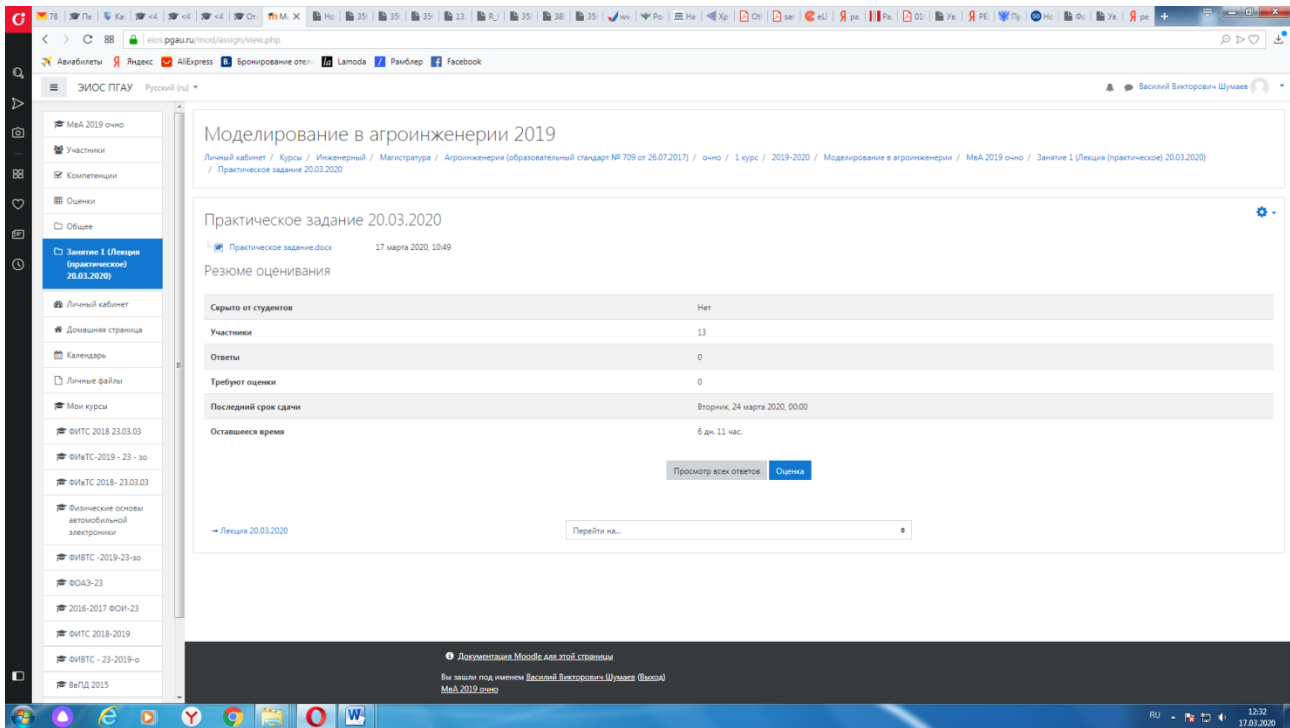 eios.pgau.ru/mod/assign/view.php
Авиабилеты Яндекс AliExpress Бронирование отел Lamoda Рамблер Facebook
ЭИОС ПГАУ Русский (ru)
Василий Викторович Шумаев
МвА 2019 очно
Участники
Компетенции
Оценки
Общее
Занятие 1 (Лекция
(практическое)
20.03.2020)
Личный кабинет
Домашняя страница
Календарь
Личные файлы
Мои курсы
ФИТС 2018 23.03.03
ФИвТС-2019 - 23 - зо
ФИвТС 2018- 23.03.03
Физические основы
автомобильной
электроники
ФИВТС -2019-23-зо
ФОАЭ-23
2016-2017 ФОИ-23
ФИТС 2018-2019
ФИВТС - 23-2019-о
ВвПД 2015
Моделирование в агроинженерии 2019
Личный кабинет / Курсы / Инженерный / Магистратура / Агроинженерия (образовательный стандарт № 709 от 26.07.2017) / очно / 1 курс / 2019-2020 / Моделирование в агроинженерии / МвА 2019 очно / Занятие 1 (Лекция (практическое) 20.03.2020)
/ Практическое задание 20.03.2020
Практическое задание 20.03.2020
Практическое задание.docx 17 марта 2020, 10:49
Резюме оценивания
Скрыто от студентов Нет
Участники 13
Ответы 0
Требуют оценки 0
Последний срок сдачи Вторник, 24 марта 2020, 00:00
Оставшееся время 6 дн. 11 час.
Просмотр всех ответов Оценка
→ Лекция 20.03.2020 Перейти на...
Документация Moodle для этой страницы
Вы зашли под именем Василий Викторович Шумаев (Выход)
МвА 2019 очно
RU 12:32
17.03.2020